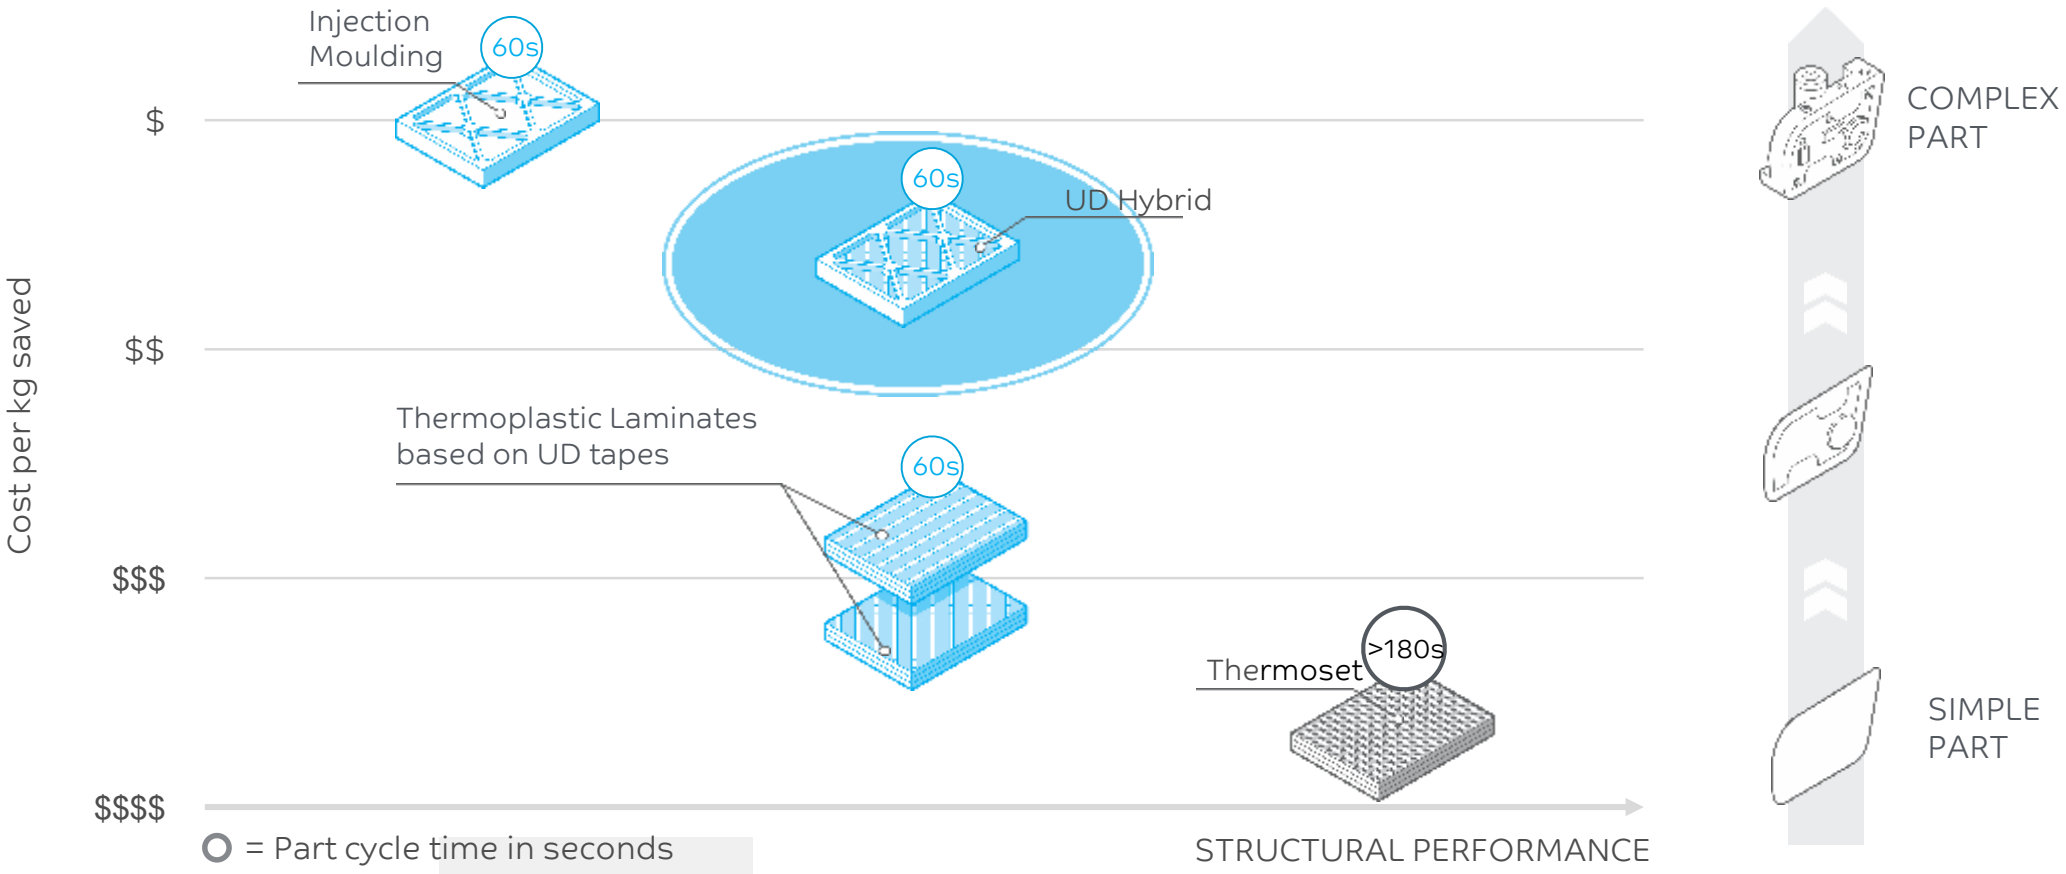 Injection
Moulding
60s
$
COMPLEX
PART
60s
UD Hybrid
Cost per kg saved
$$
Thermoplastic Laminates
based on UD tapes
60s
$$$
>180s
Thermoset
SIMPLE
PART
$$$$
= Part cycle time in seconds
STRUCTURAL PERFORMANCE